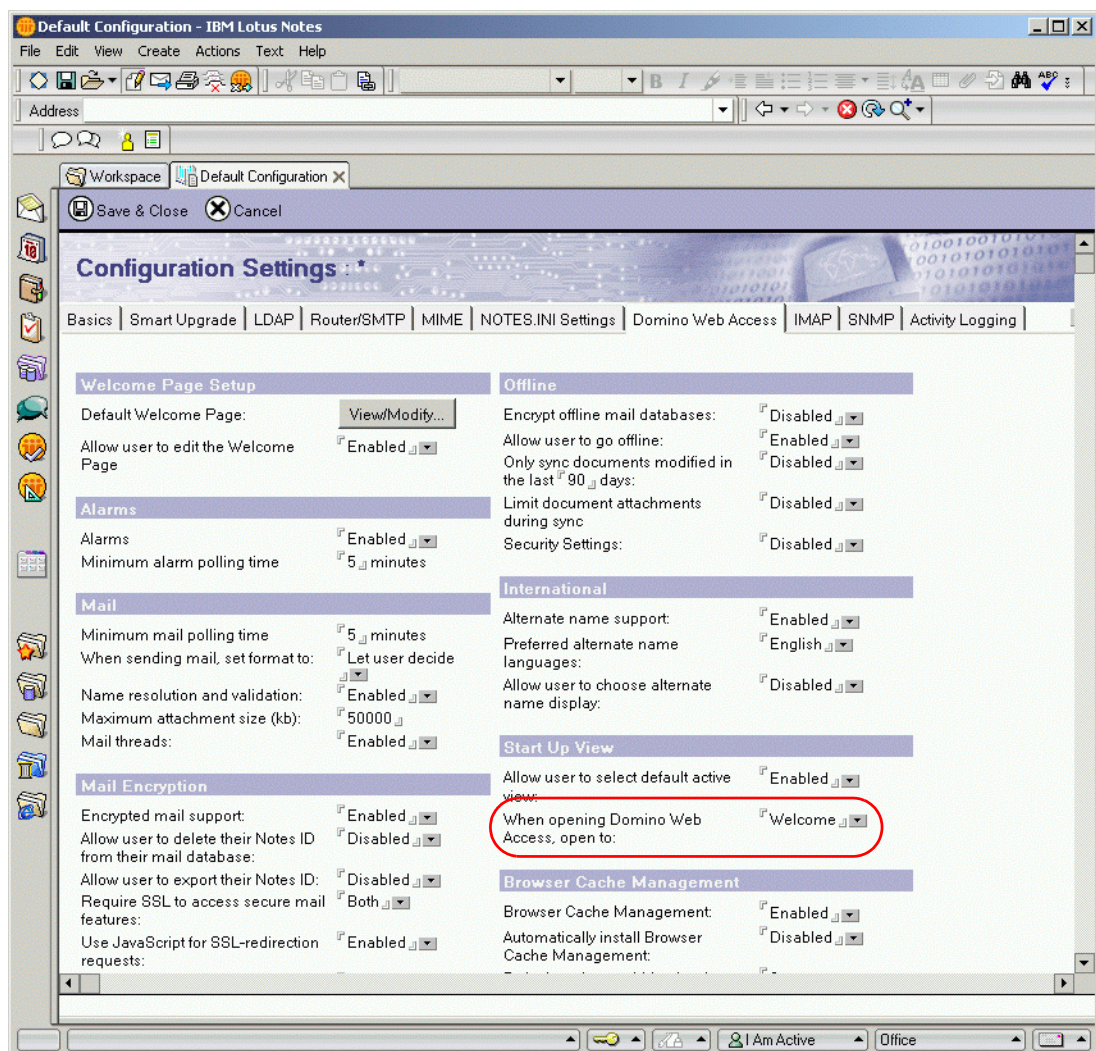 Default Configuration - IBM Lotus Notes
File Edit View Create Actions Text Help
B I
ABC
Address
Workspace Default Configuration
Save & Close Cancel
Configuration Settings : *
Basics Smart Upgrade LDAP Router/SMTP MIME NOTES.INI Settings Domino Web Access IMAP SNMP Activity Logging
Welcome Page Setup
Default Welcome Page: View/Modify...
Allow user to edit the Welcome Enabled
Page
Alarms
Alarms Enabled
Minimum alarm polling time 5 minutes
Mail
Minimum mail polling time 5 minutes
When sending mail, set format to: Let user decide
Name resolution and validation: Enabled
Maximum attachment size (kb): 50000
Mail threads: Enabled
Mail Encryption
Encrypted mail support: Enabled
Allow user to delete their Notes ID Disabled
from their mail database:
Allow user to export their Notes ID: Disabled
Require SSL to access secure mail Both
features:
Use JavaScript for SSL-redirection Enabled
requests:
Offline
Encrypt offline mail databases: Disabled
Allow user to go offline: Enabled
Only sync documents modified in Disabled
the last 90 days:
Limit document attachments Disabled
during sync
Security Settings: Disabled
International
Alternate name support: Enabled
Preferred alternate name English
languages:
Allow user to choose alternate Disabled
name display:
Start Up View
Allow user to select default active Enabled
view:
When opening Domino Web Welcome
Access, open to:
Browser Cache Management
Browser Cache Management: Enabled
Automatically install Browser Disabled
Cache Management:
I Am Active Office